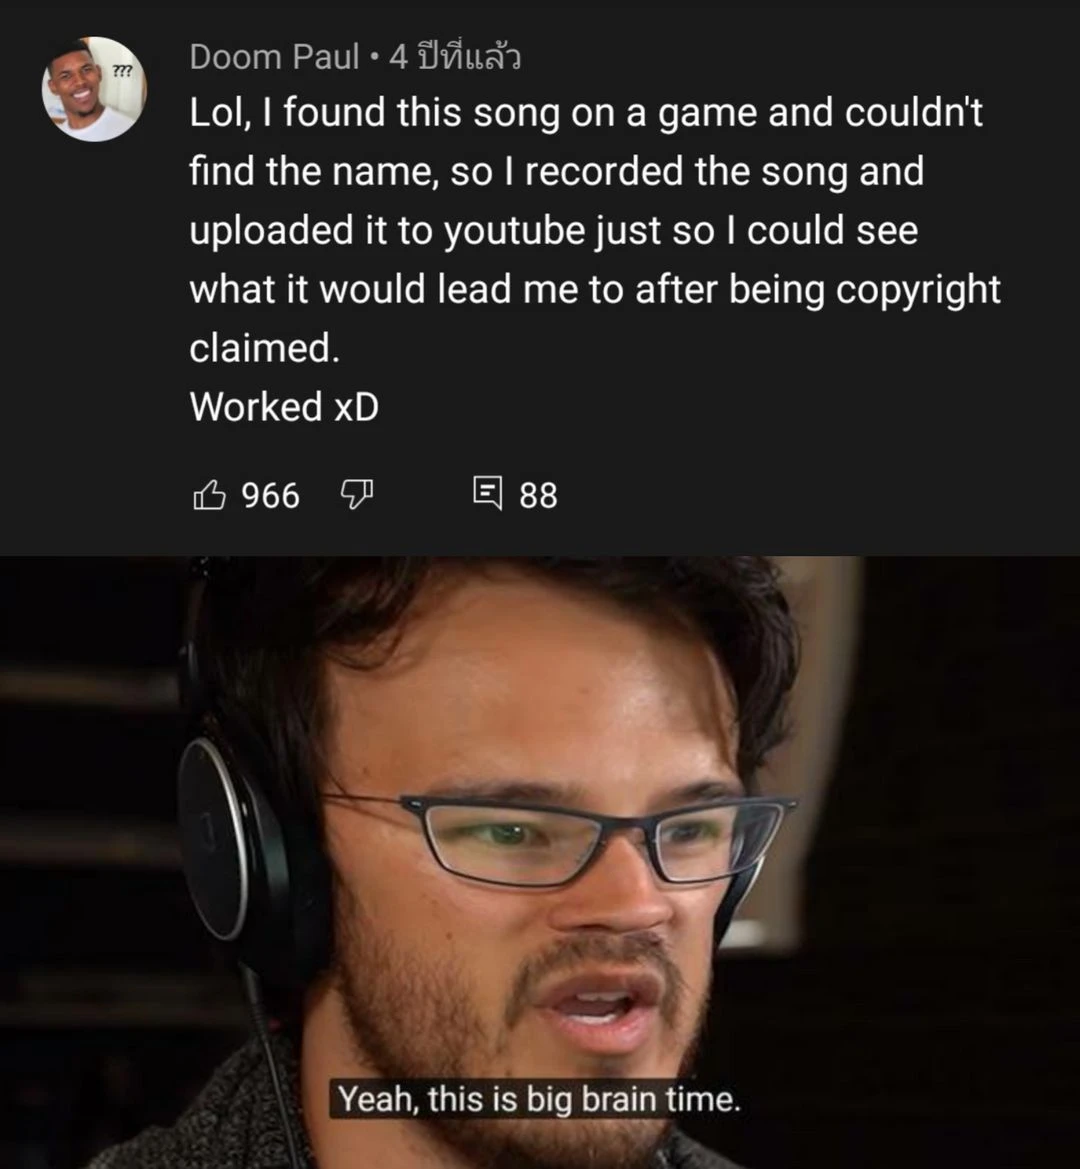 ???
Doom Paul • 4 ปีที่แล้ว
Lol, I found this song on a game and couldn't
find the name, so I recorded the song and
uploaded it to youtube just so I could see
what it would lead me to after being copyright
claimed.
Worked xD
966 88
Yeah, this is big brain time.